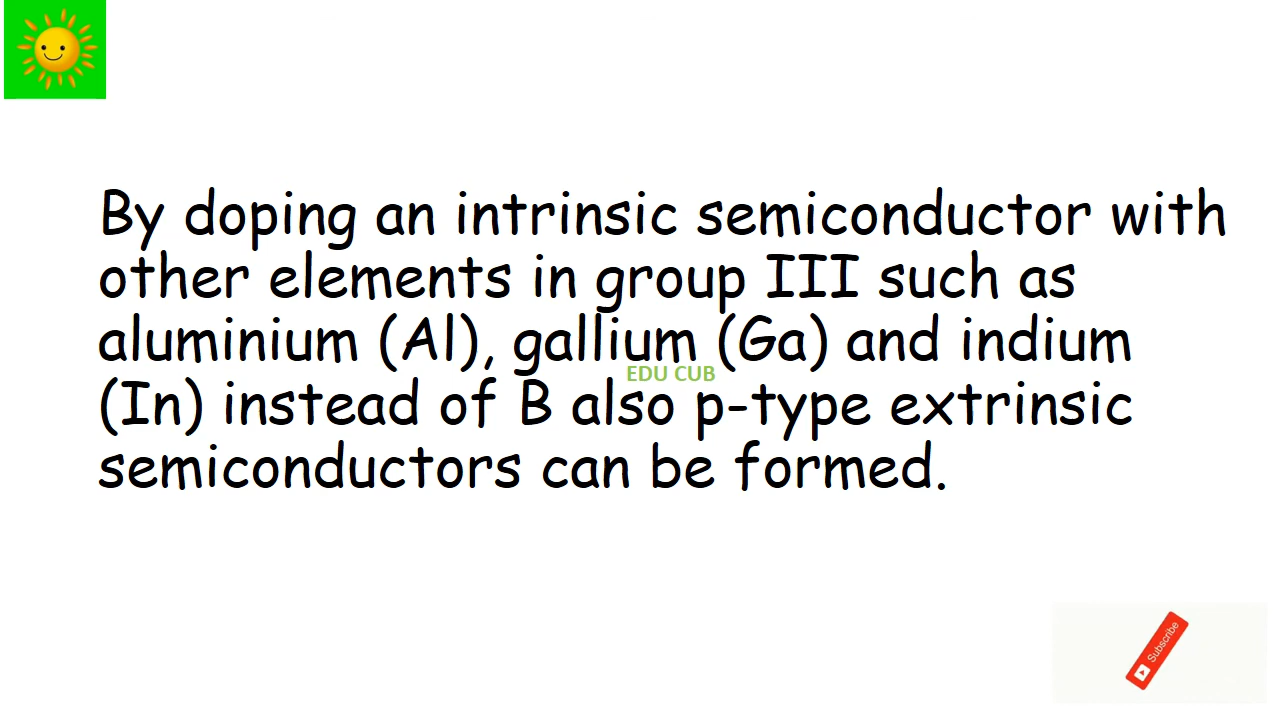 By doping an intrinsic semiconductor with
other elements in group III such as
aluminium (Al), gallium (Ga) and indium
EDU CUB
(In) instead of B also p-type extrinsic
semiconductors can be formed.
Subscribe